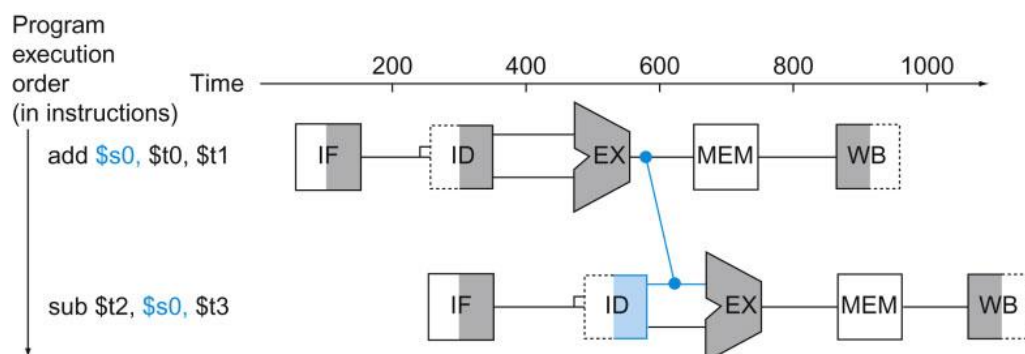 Program
execution
order
(in instructions)
Time
200 400 600 800 1000
add $s0, $t0, $t1
IF ID EX MEM WB
sub $t2, $s0, $t3
IF ID EX MEM WB